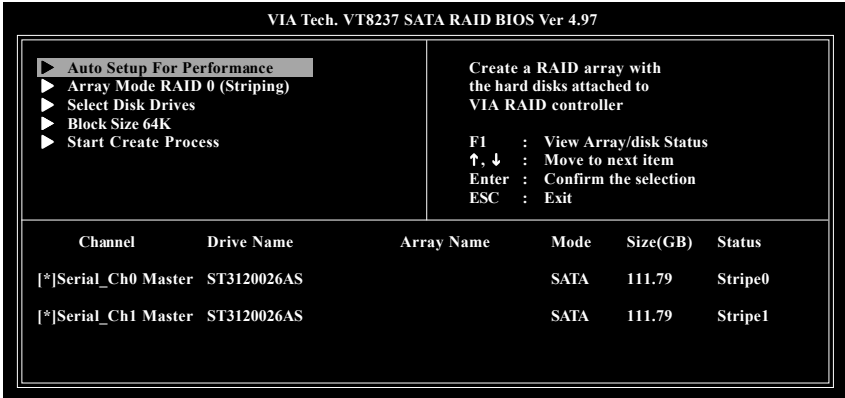 VIA Tech. VT8237 SATA RAID BIOS Ver 4.97
Auto Setup For Performance
Array Mode RAID 0 (Striping)
Select Disk Drives
Block Size 64K
Start Create Process
Create a RAID array with
the hard disks attached to
VIA RAID controller
F1 : View Array/disk Status
↑, ↓ : Move to next item
Enter : Confirm the selection
ESC : Exit
Channel Drive Name Array Name Mode Size(GB) Status
[*]Serial_Ch0 Master ST3120026AS SATA 111.79 Stripe0
[*]Serial_Ch1 Master ST3120026AS SATA 111.79 Stripe1